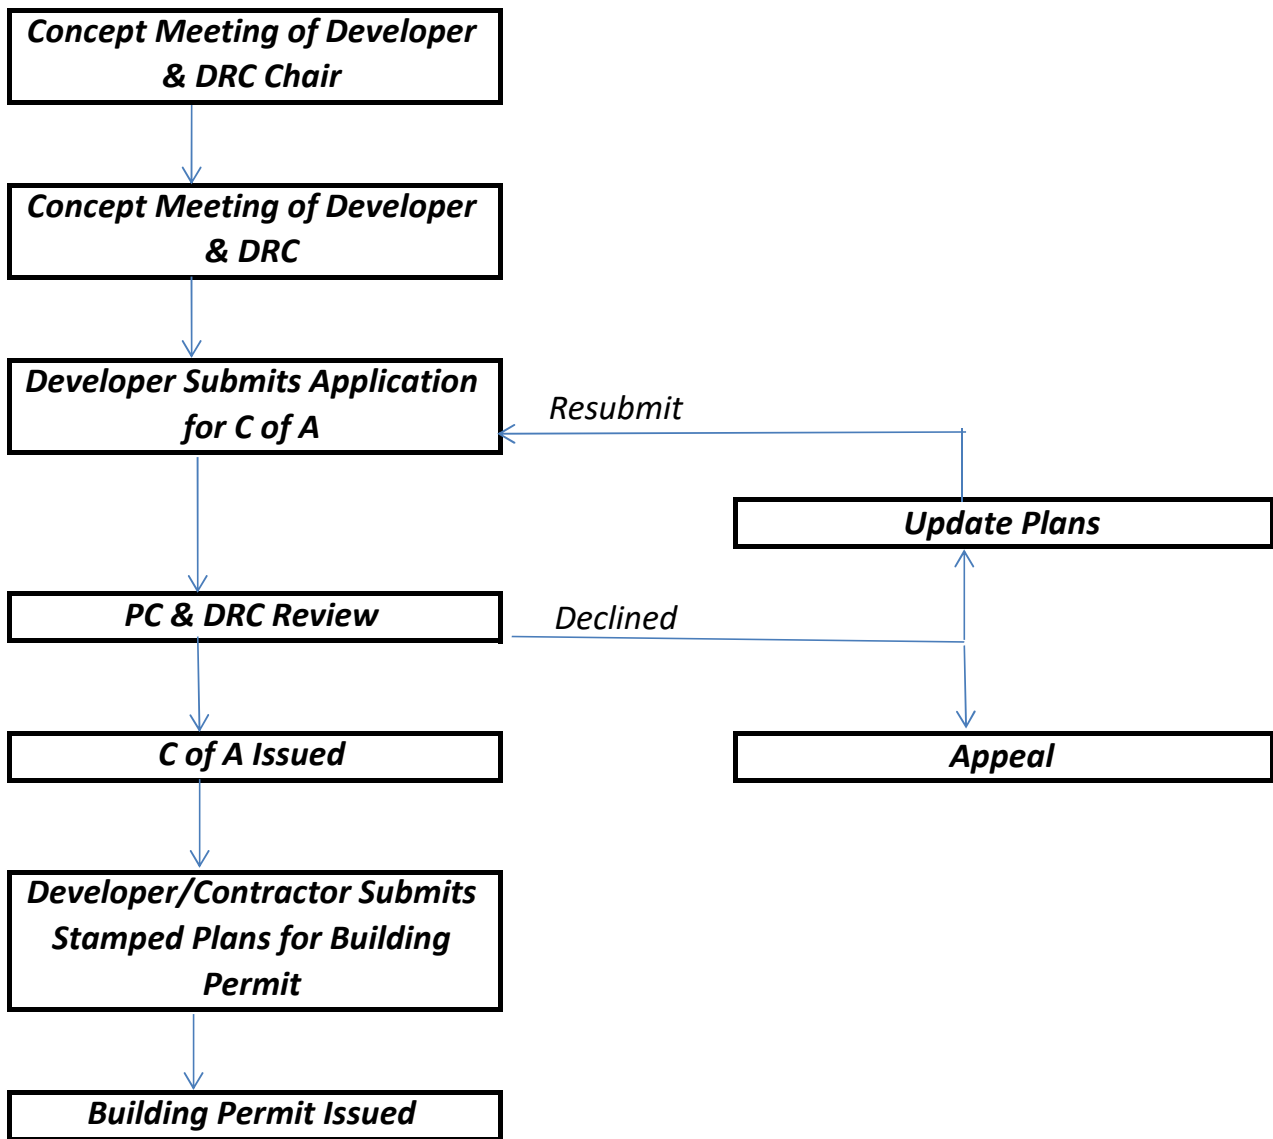 Concept Meeting of Developer
& DRC Chair
Concept Meeting of Developer
& DRC
Developer Submits Application
for C of A
Resubmit
Update Plans
PC & DRC Review
Declined
C of A Issued
Appeal
Developer/Contractor Submits
Stamped Plans for Building
Permit
Building Permit Issued